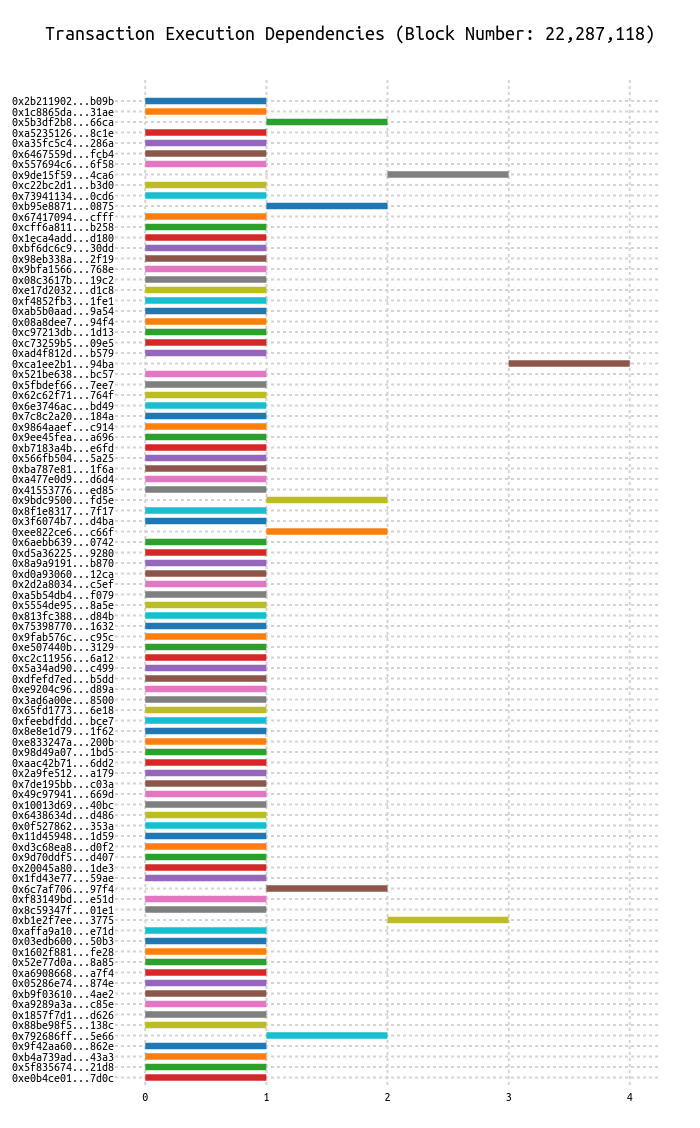 Transaction Execution Dependencies (Block Number: 22,287,118)
0x2b211902...b09b
0x1c8865da...31ae
0x5b3df2b8...66ca
0xa5235126...8c1e
0xa35fc5c4...286a
0x6467559d...fcb4
0x557694c6...6f58
0x9de15f59...4ca6
0xc22bc2d1...b3d0
0x73941134...0cd6
0xb95e8871...0875
0x67417094...cfff
0xcff6a811...b258
0x1eca4add...d180
0xbf6dc6c9...30dd
0x98eb338a...2f19
0x9bfa1566...768e
0x08c3617b...19c2
0xe17d2032...d1c8
0xf4852fb3...1fe1
0xab5b0aad...9a54
0x08a8dee7...94f4
0xc97213db...1d13
0xc73259b5...09e5
0xad4f812d...b579
0xca1ee2b1...94ba
0x521be638...bc57
0x5fbdef66...7ee7
0x62c62f71...764f
0x6e3746ac...bd49
0x7c8c2a20...184a
0x9864aaef...c914
0x9ee45fea...a696
0xb7183a4b...e6fd
0x566fb504...5a25
0xba787e81...1f6a
0xa477e0d9...d6d4
0x41553776...ed85
0x9bdc9500...fd5e
0x8f1e8317...7f17
0x3f6074b7...d4ba
0xee822ce6...c66f
0x6aebb639...0742
0xd5a36225...9280
0x8a9a9191...b870
0xd0a93060...12ca
0x2d2a8034...c5ef
0xa5b54db4...f079
0x5554de95...8a5e
0x813fc388...d84b
0x75398770...1632
0x9fab576c...c95c
0xe507440b...3129
0xc2c11956...6a12
0x5a34ad90...c499
0xdfefd7ed...b5dd
0xe9204c96...d89a
0x3ad6a00e...8500
0x65fd1773...6e18
0xfeebdfdd...bce7
0x8e8e1d79...1f62
0xe833247a...200b
0x98d49a07...1bd5
0xaac42b71...6dd2
0x2a9fe512...a179
0x7de195bb...c03a
0x49c97941...669d
0x10013d69...40bc
0x6438634d...d486
0x0f527862...353a
0x11d45948...1d59
0xd3c68ea8...d0f2
0x9d70ddf5...d407
0x20045a80...1de3
0x1fd43e77...59ae
0x6c7af706...97f4
0xf83149bd...e51d
0x8c59347f...01e1
0xb1e2f7ee...3775
0xaffa9a10...e71d
0x03edb600...50b3
0x1602f881...fe28
0x52e77d0a...8a85
0xa6908668...a7f4
0x05286e74...874e
0xb9f03610...4ae2
0xa9289a3a...c85e
0x1857f7d1...d626
0x88be98f5...138c
0x792686ff...5e66
0x9f42aa60...862e
0xb4a739ad...43a3
0x5f835674...21d8
0xe0b4ce01...7d0c
0 1 2 3 4